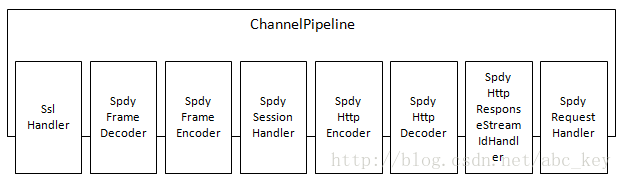 ChannelPipeline
Ssl
Handler
Spdy
Frame
Decoder
Spdy
Frame
Encoder
Spdy
Session
Handler
Spdy
Http
Encoder
Spdy
Http
Decoder
Spdy
Http
Respons
eStream
IdHandl
er
Spdy
Request
Handler
http://blog.csdn.net/abc_key